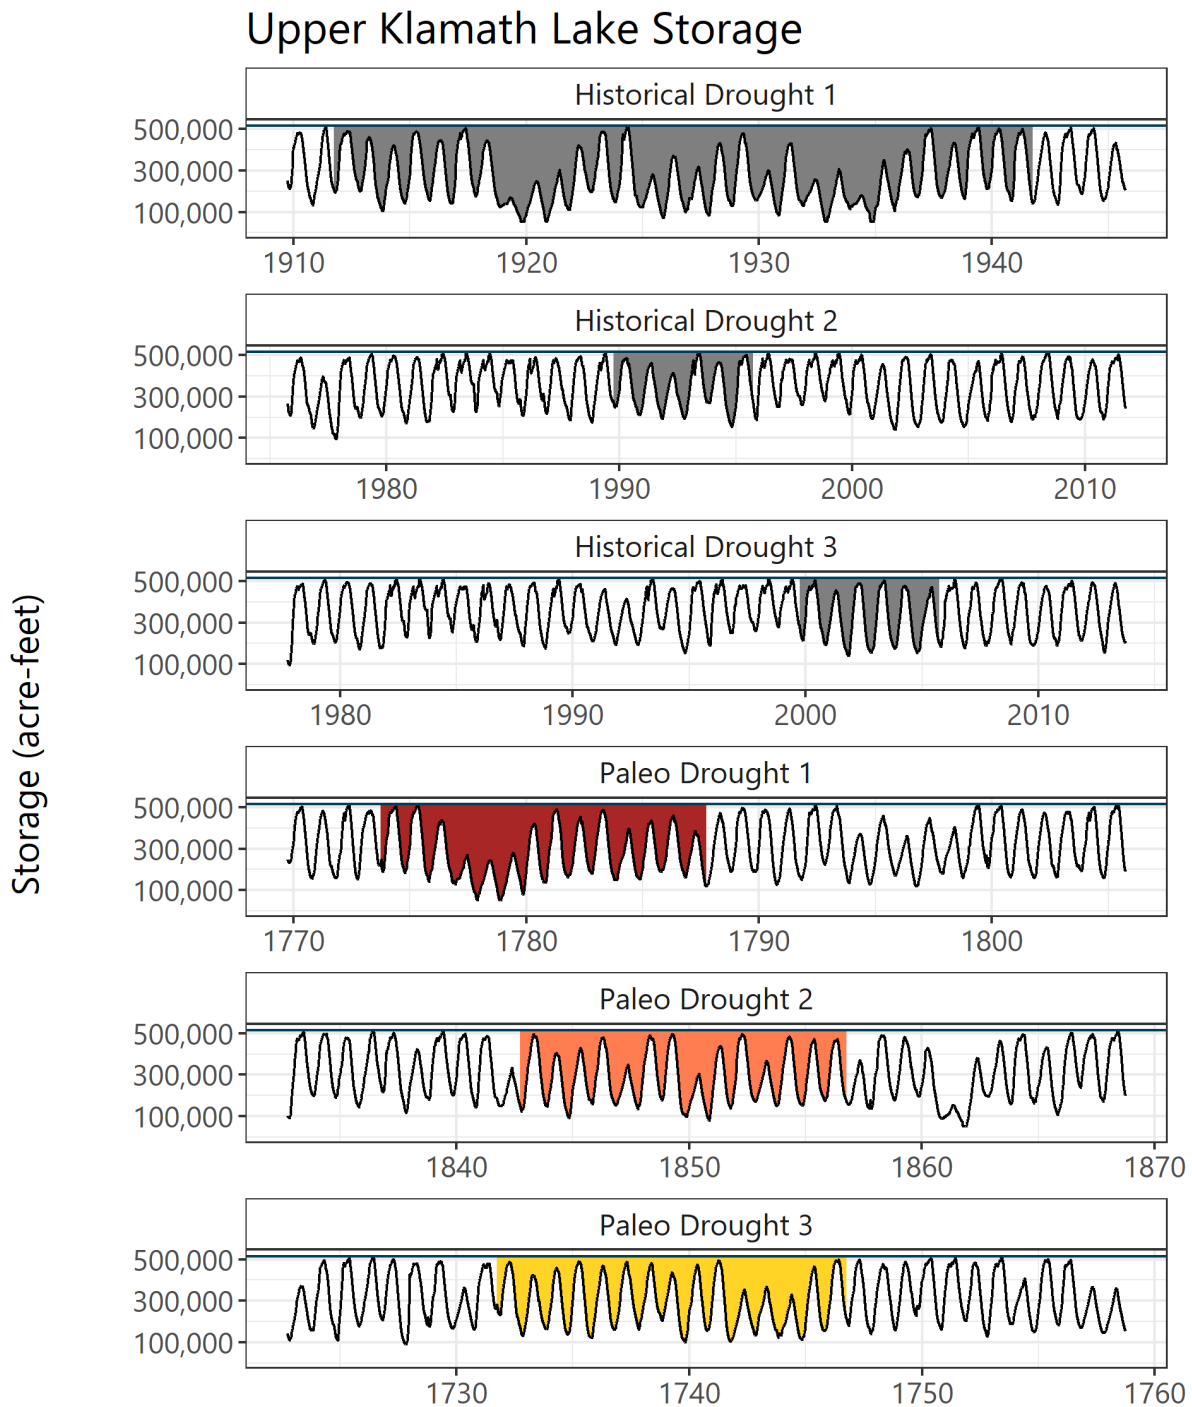 Upper Klamath Lake Storage
Storage (acre-feet)
Historical Drought 1
500,000
300,000
100,000
1910 1920 1930 1940
Historical Drought 2
500,000
300,000
100,000
1980 1990 2000 2010
Historical Drought 3
500,000
300,000
100,000
1980 1990 2000 2010
Paleo Drought 1
500,000
300,000
100,000
1770 1780 1790 1800
Paleo Drought 2
500,000
300,000
100,000
1840 1850 1860 1870
Paleo Drought 3
500,000
300,000
100,000
1730 1740 1750 1760